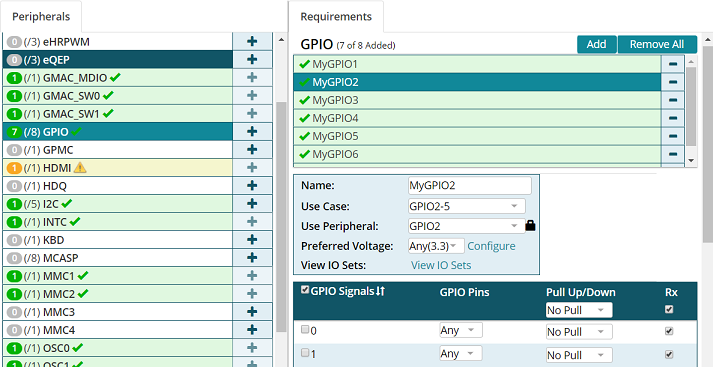 Peripherals
0 (/3) eHRPWM
0 (/3) eQEP
1 (/1) GMAC_MDIO
1 (/1) GMAC_SW0
1 (/1) GMAC_SW1
7 (/8) GPIO
0 (/1) GPMC
1 (/1) HDMI
0 (/1) HDQ
1 (/5) I2C
1 (/1) INTC
0 (/1) KBD
0 (/8) MCASP
1 (/1) MMC1
1 (/1) MMC2
0 (/1) MMC3
0 (/1) MMC4
1 (/1) OSC0
1 (/1) OSC1
Requirements
GPIO (7 of 8 Added) Add Remove All
MyGPIO1
MyGPIO2
MyGPIO3
MyGPIO4
MyGPIO5
MyGPIO6
Name: MyGPIO2
Use Case: GPIO2-5
Use Peripheral: GPIO2
Preferred Voltage: Any(3.3) Configure
View IO Sets: View IO Sets
GPIO Signals GPIO Pins Pull Up/Down Rx
No Pull
0 Any No Pull
1 Any No Pull